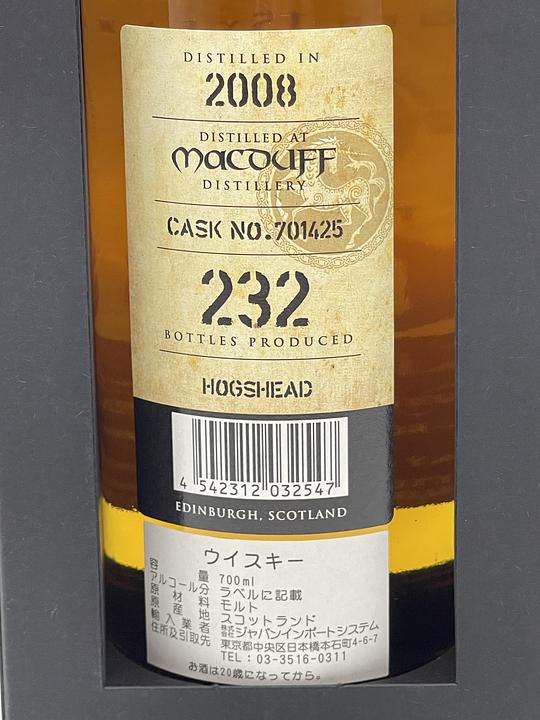 DISTILLED IN
2008
DISTILLED AT
MACDUFF
DISTILLERY
CASK NO.701425
232
BOTTLES PRODUCED
HOGSHEAD
4 542312 032547
EDINBURGH, SCOTLAND
ウイスキー
容量 700ml
アルコール分 ラベルに記載
原材料 モルト
原産地 スコットランド
輸入業者 株式会社ジャパンインポートシステム
住所及引取先 東京都中央区日本橋本石町4-6-7
TEL：03-3516-0311
お酒は20歳になってから。